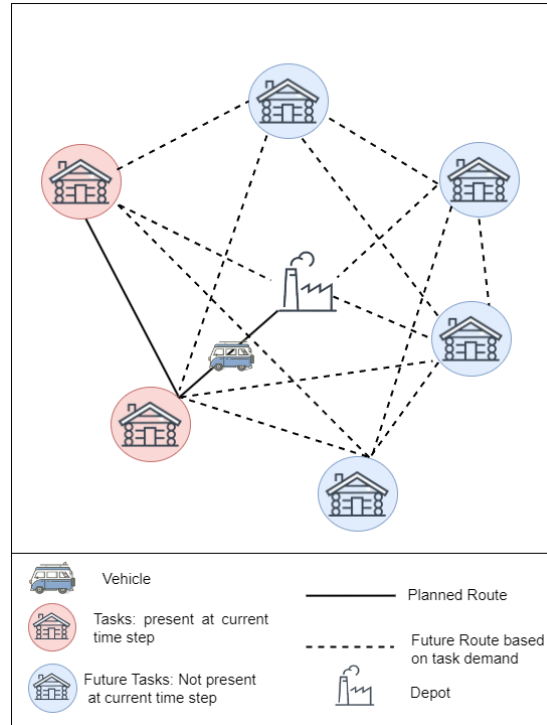 Vehicle
Tasks: present at current
time step
Future Tasks: Not present
at current time step
Planned Route
Future Route based
on task demand
Depot